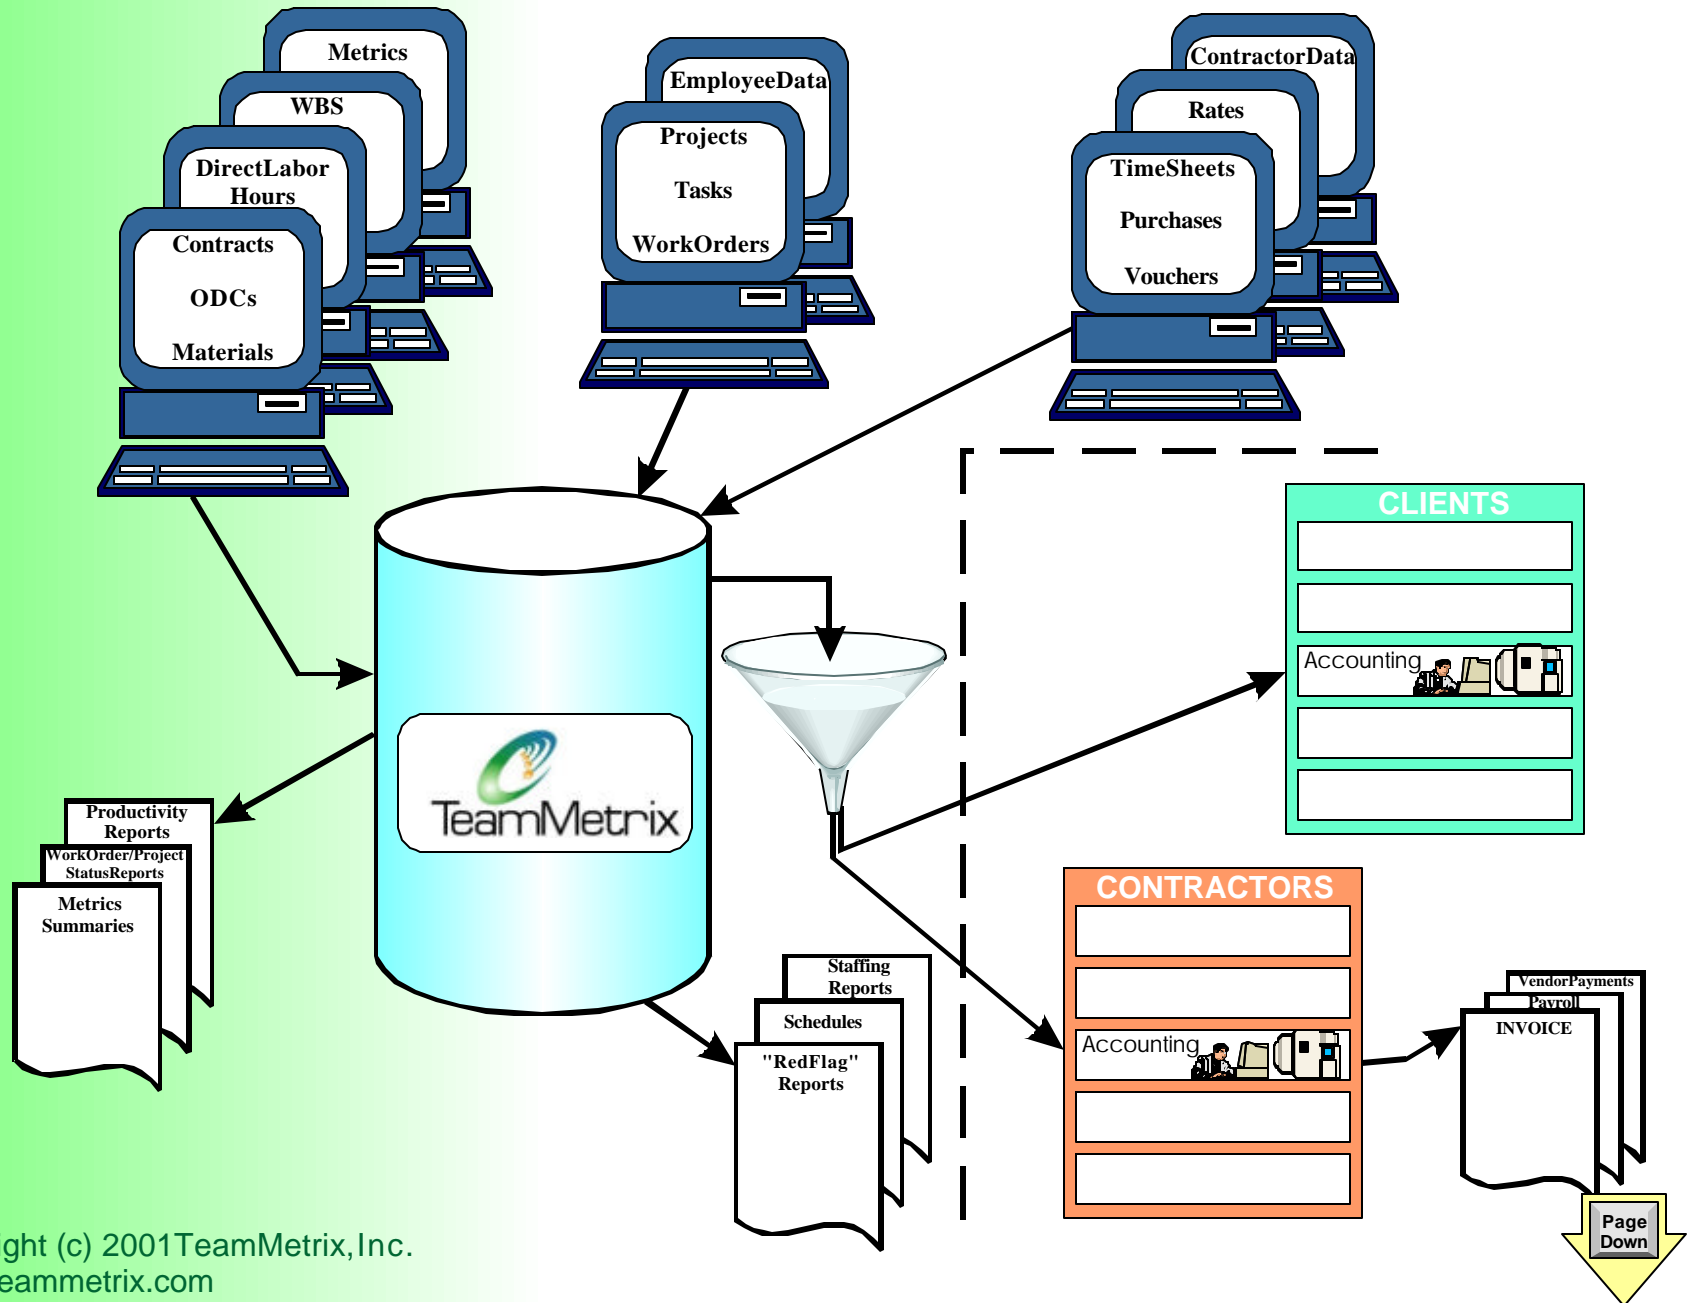 Metrics
WBS
DirectLabor
Hours
Contracts
ODCs
Materials
EmployeeData
Projects
Tasks
WorkOrders
ContractorData
Rates
TimeSheets
Purchases
Vouchers
CLIENTS
Accounting
TeamMetrix
Productivity
Reports
WorkOrder/Project
StatusReports
Metrics
Summaries
CONTRACTORS
Accounting
Staffing
Reports
Schedules
"RedFlag"
Reports
VendorPayments
Payroll
INVOICE
Page
Down
ight (c) 2001TeamMetrix,Inc.
eammetrix.com